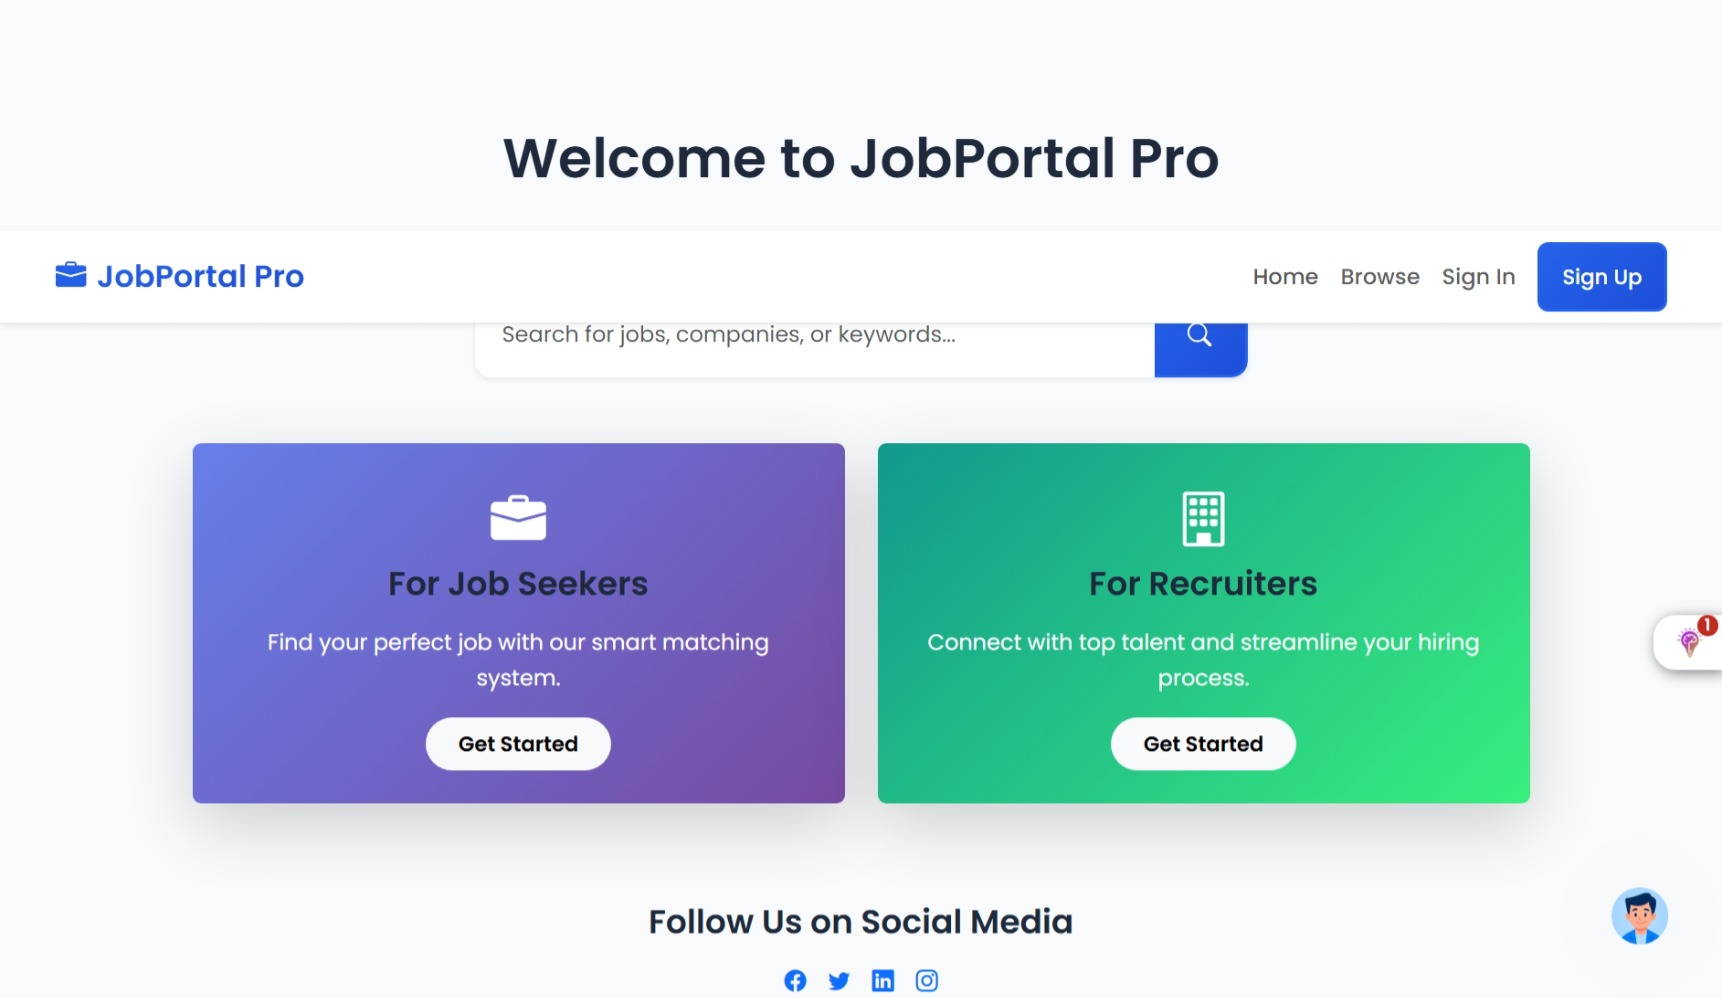 Welcome to JobPortal Pro
JobPortal Pro
Home
Browse
Sign In
Sign Up
Search for jobs, companies, or keywords...
For Job Seekers
Find your perfect job with our smart matching
system.
Get Started
For Recruiters
Connect with top talent and streamline your hiring
process.
Get Started
1
Follow Us on Social Media
in